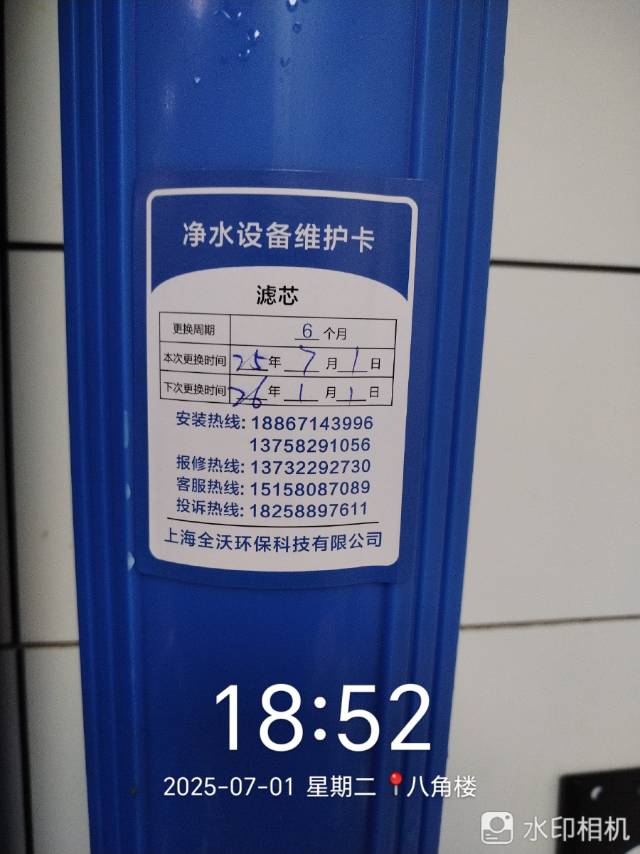 净水设备维护卡
滤芯
更换周期 6 个月
本次更换时间 25 年 7 月 1 日
下次更换时间 26 年 1 月 1 日
安装热线: 18867143996
13758291056
报修热线: 13732292730
客服热线: 15158087089
投诉热线: 18258897611
上海全沃环保科技有限公司
18:52
2025-07-01 星期二 八角楼
水印相机